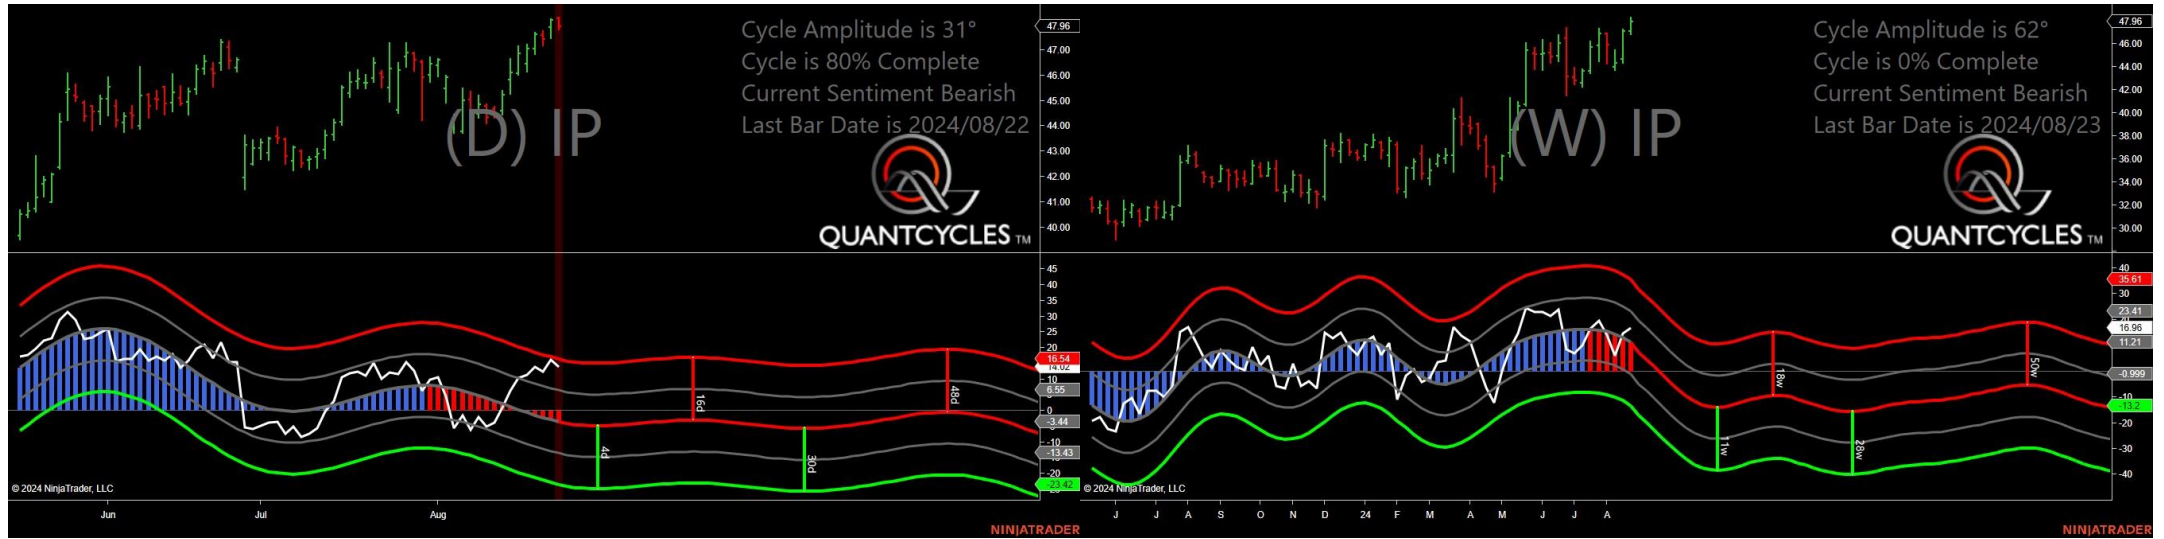 Cycle Amplitude is 31°
Cycle is 80% Complete
Current Sentiment Bearish
Last Bar Date is 2024/08/22
(D) IP
QUANTCYCLES TM
47.96
47.00
46.00
45.00
44.00
43.00
42.00
41.00
40.00
45
40
35
30
25
20
16.54
14.02
10
6.55
0
-3.44
-10
-13.43
-20
-23.42
4d
16d
30d
48d
© 2024 NinjaTrader, LLC
Jun Jul Aug
NINJATRADER
Cycle Amplitude is 62°
Cycle is 0% Complete
Current Sentiment Bearish
Last Bar Date is 2024/08/23
(W) IP
QUANTCYCLES TM
47.96
46.00
44.00
42.00
40.00
38.00
36.00
34.00
32.00
30.00
40
35.61
30
23.41
16.96
11.21
-0.999
-10
-13.2
-20
-30
-40
11w
18w
28w
50w
© 2024 NinjaTrader, LLC
J J A S O N D 24 F M A M J J A
NINJATRADER